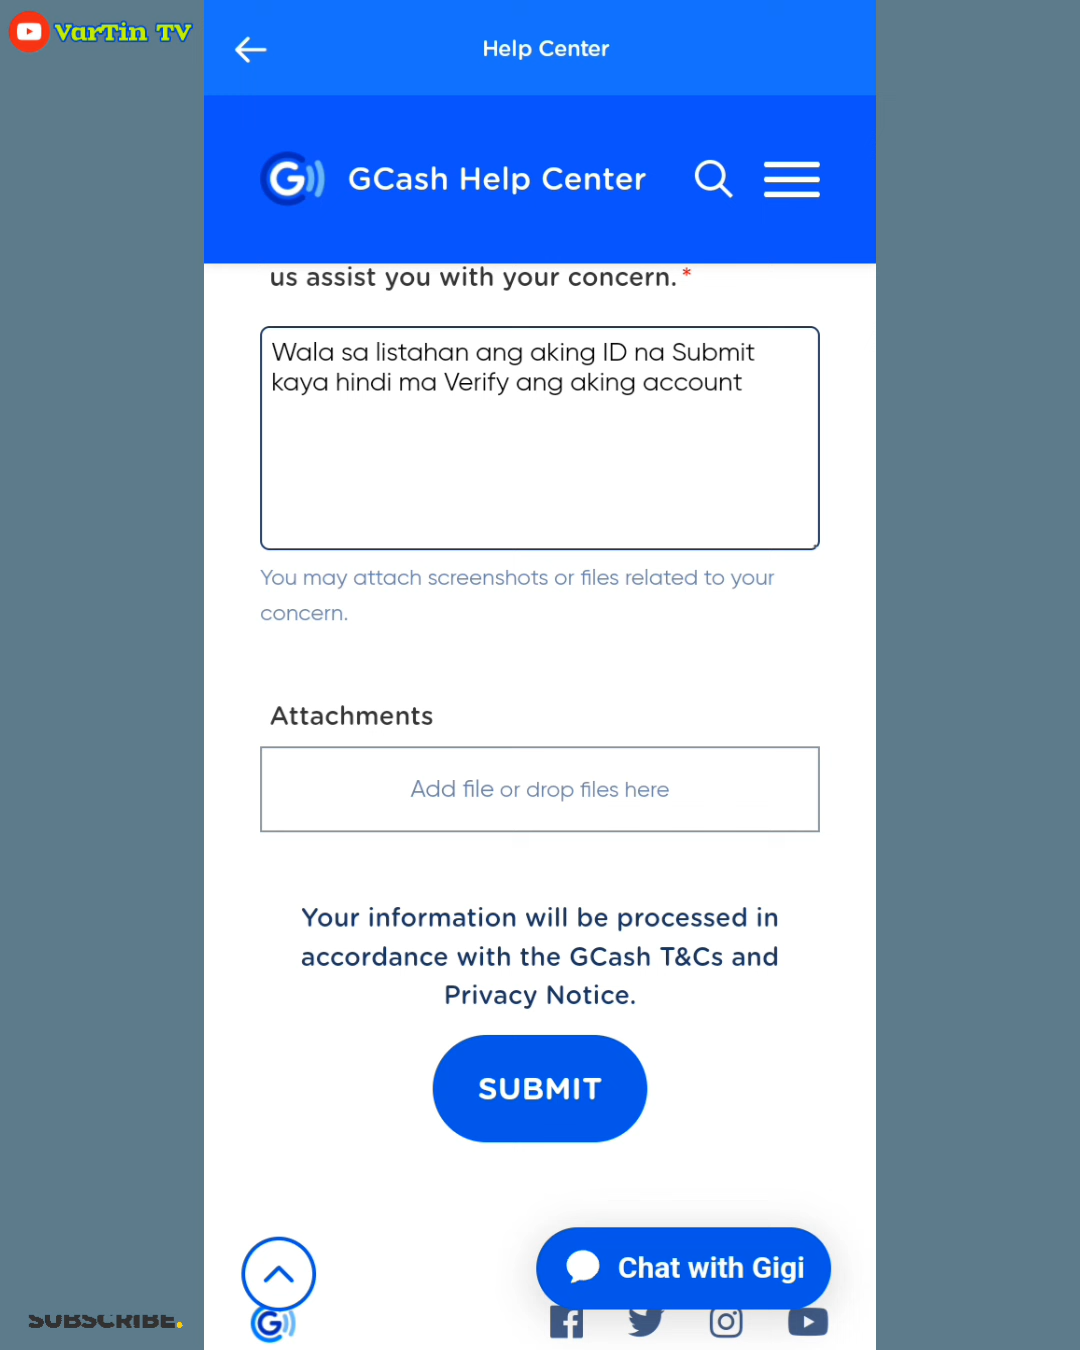 VarTin TV
Help Center
GCash Help Center
us assist you with your concern.*
Wala sa listahan ang aking ID na Submit
kaya hindi ma Verify ang aking account
You may attach screenshots or files related to your
concern.
Attachments
Add file or drop files here
Your information will be processed in
accordance with the GCash T&Cs and
Privacy Notice.
SUBMIT
Chat with Gigi
SUBSCRIBE.